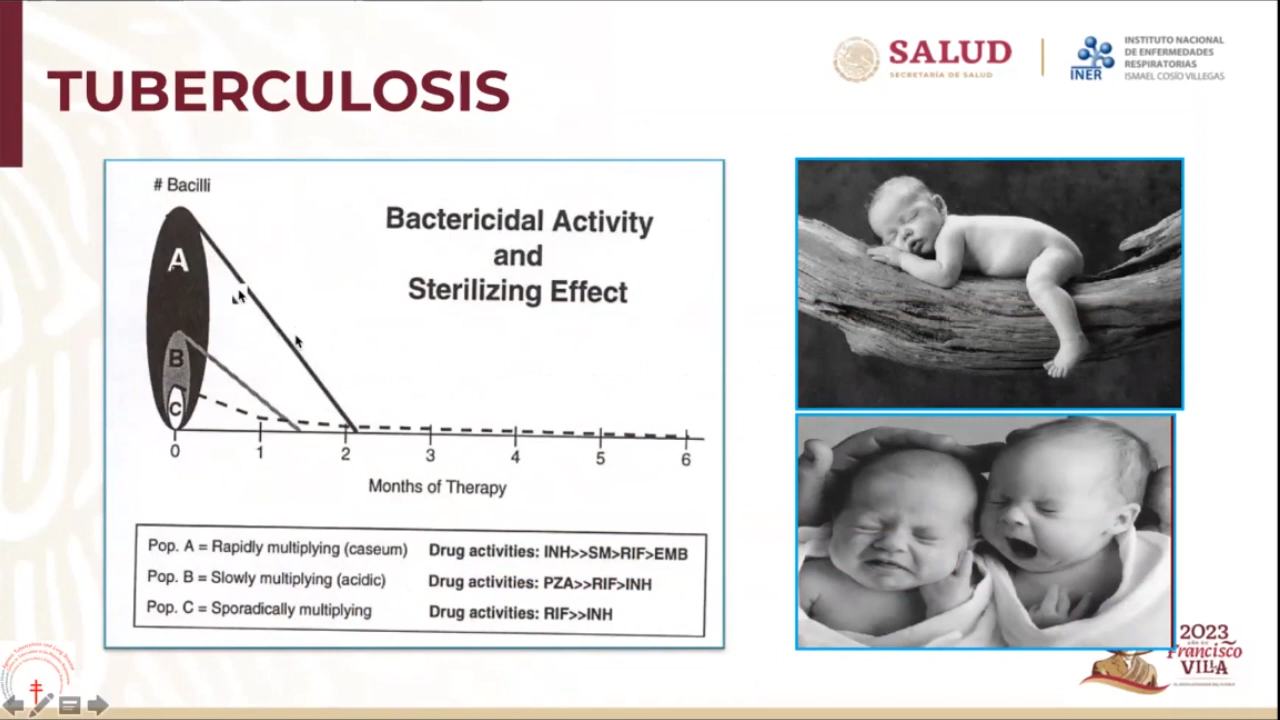 TUBERCULOSIS
SALUD
SECRETARÍA DE SALUD
INER
INSTITUTO NACIONAL
DE ENFERMEDADES
RESPIRATORIAS
ISMAEL COSÍO VILLEGAS
# Bacilli
Bactericidal Activity
and
Sterilizing Effect
A
B
C
0 1 2 3 4 5 6
Months of Therapy
Pop. A = Rapidly multiplying (caseum) Drug activities: INH>>SM>RIF>EMB
Pop. B = Slowly multiplying (acidic) Drug activities: PZA>>RIF>INH
Pop. C = Sporadically multiplying Drug activities: RIF>>INH
2023
Francisco
VILLA